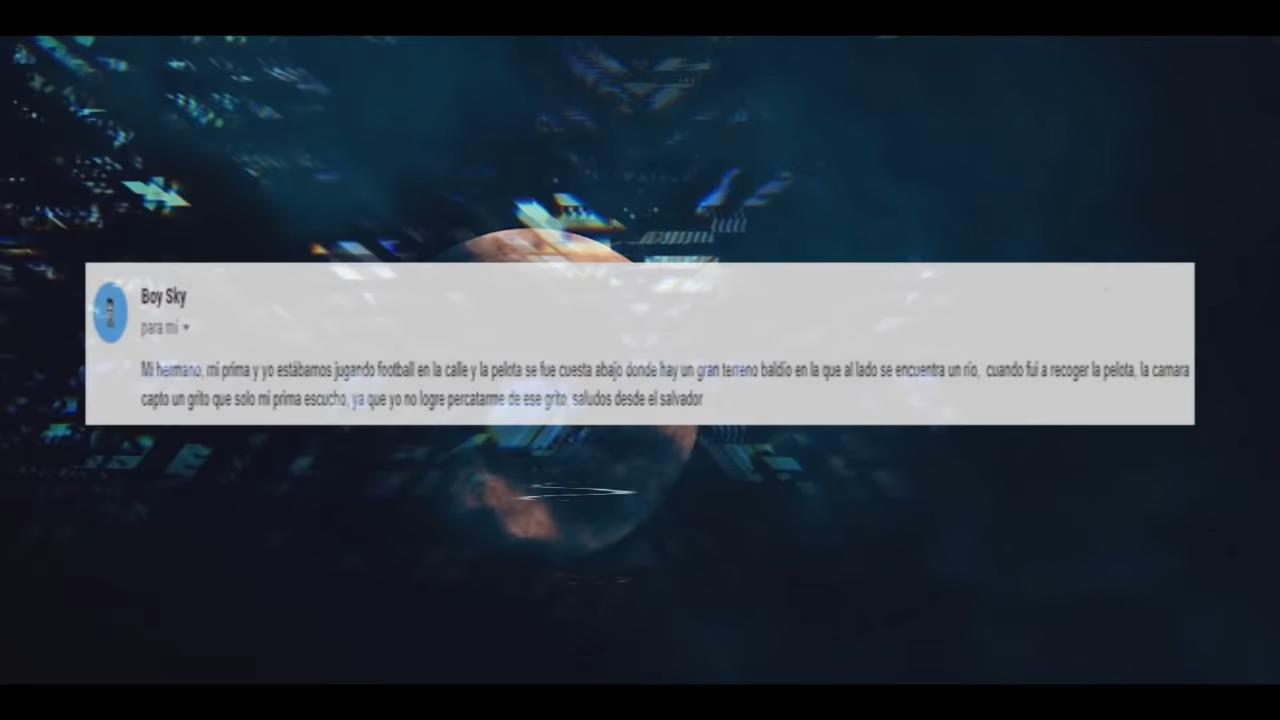 Boy Sky
para mí
Mi hermano, mi prima y yo estábamos jugando football en la calle y la pelota se fue cuesta abajo donde hay un gran terreno baldío en la que al lado se encuentra un río, cuando fui a recoger la pelota, la camara
capto un grito que solo mi prima escucho, ya que yo no logre percatarme de ese grito, saludos desde el salvador